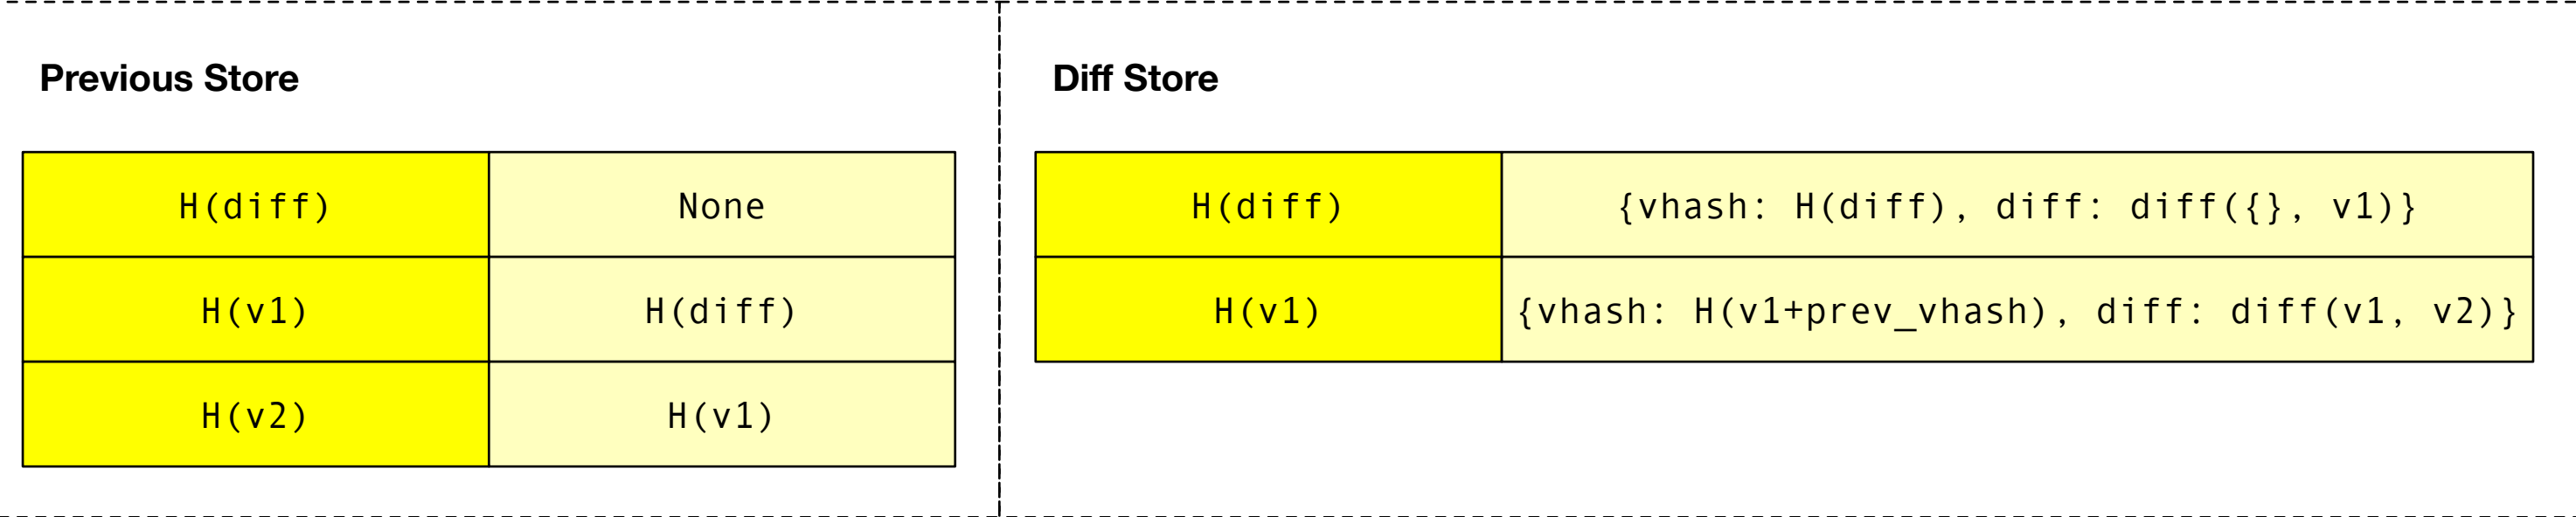 Previous Store
H(diff) None
H(v1) H(diff)
H(v2) H(v1)
Diff Store
H(diff) {vhash: H(diff), diff: diff({}, v1)}
H(v1) {vhash: H(v1+prev_vhash), diff: diff(v1, v2)}